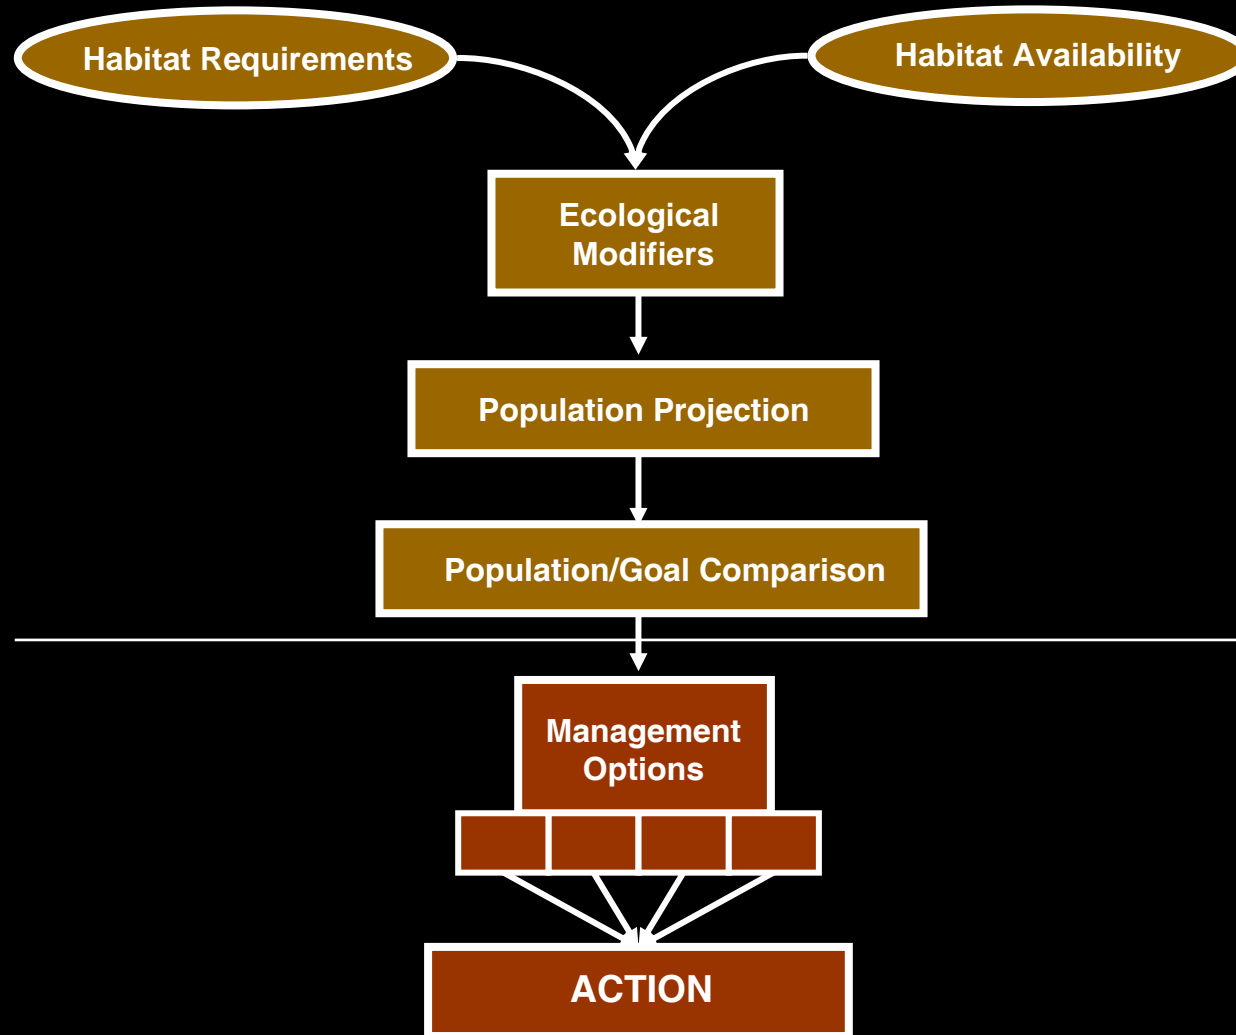 Habitat Requirements
Habitat Availability
Ecological
Modifiers
Population Projection
Population/Goal Comparison
Management
Options
ACTION